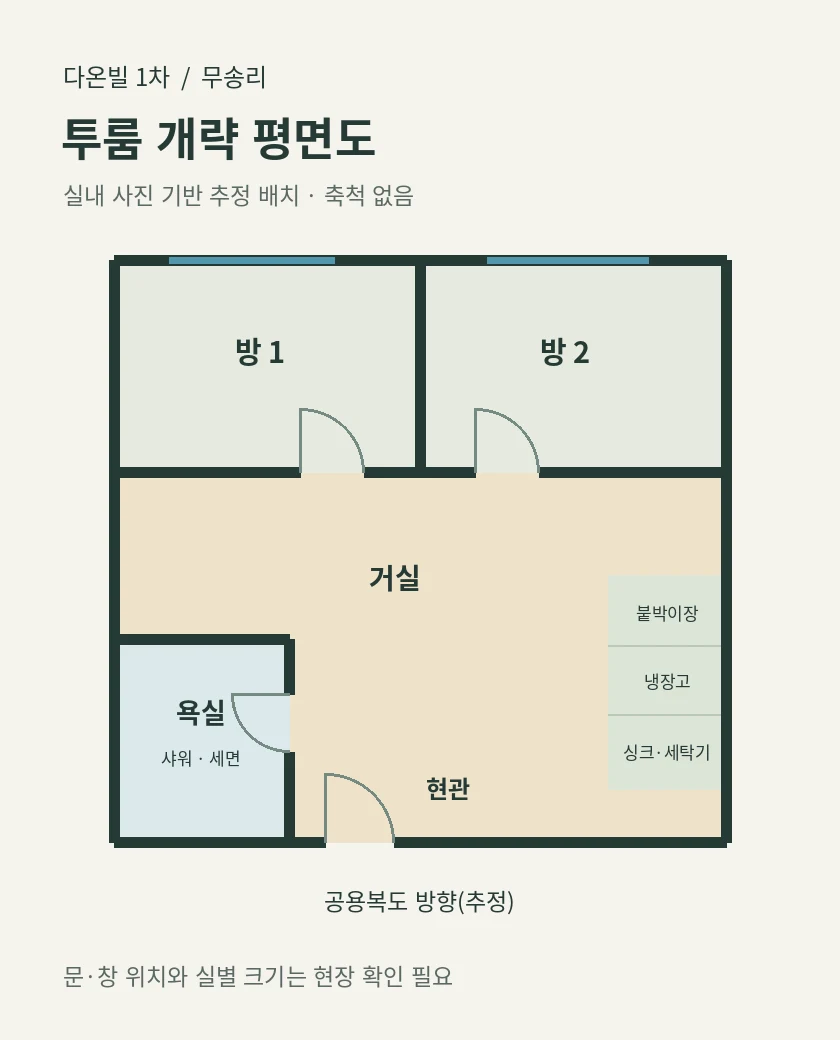 다온빌 1차 / 무송리
투룸 개략 평면도
실내 사진 기반 추정 배치 · 축척 없음
방 1
방 2
거실
붙박이장
냉장고
싱크·세탁기
욕실
샤워 · 세면
현관
공용복도 방향(추정)
문·창 위치와 실별 크기는 현장 확인 필요